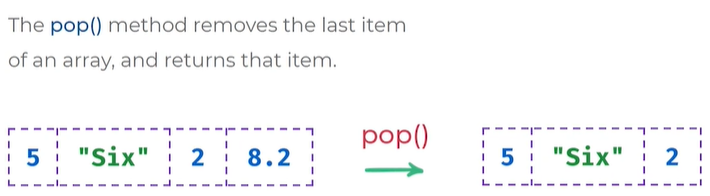 The pop() method removes the last item
of an array, and returns that item.
pop()
5 "Six" 2 8.2 5 "Six" 2